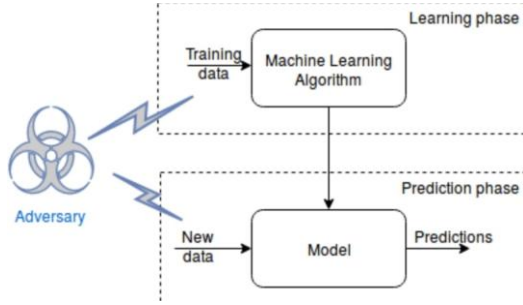 Learning phase
Training
data
Machine Learning
Algorithm
Adversary
Prediction phase
New
data
Model
Predictions